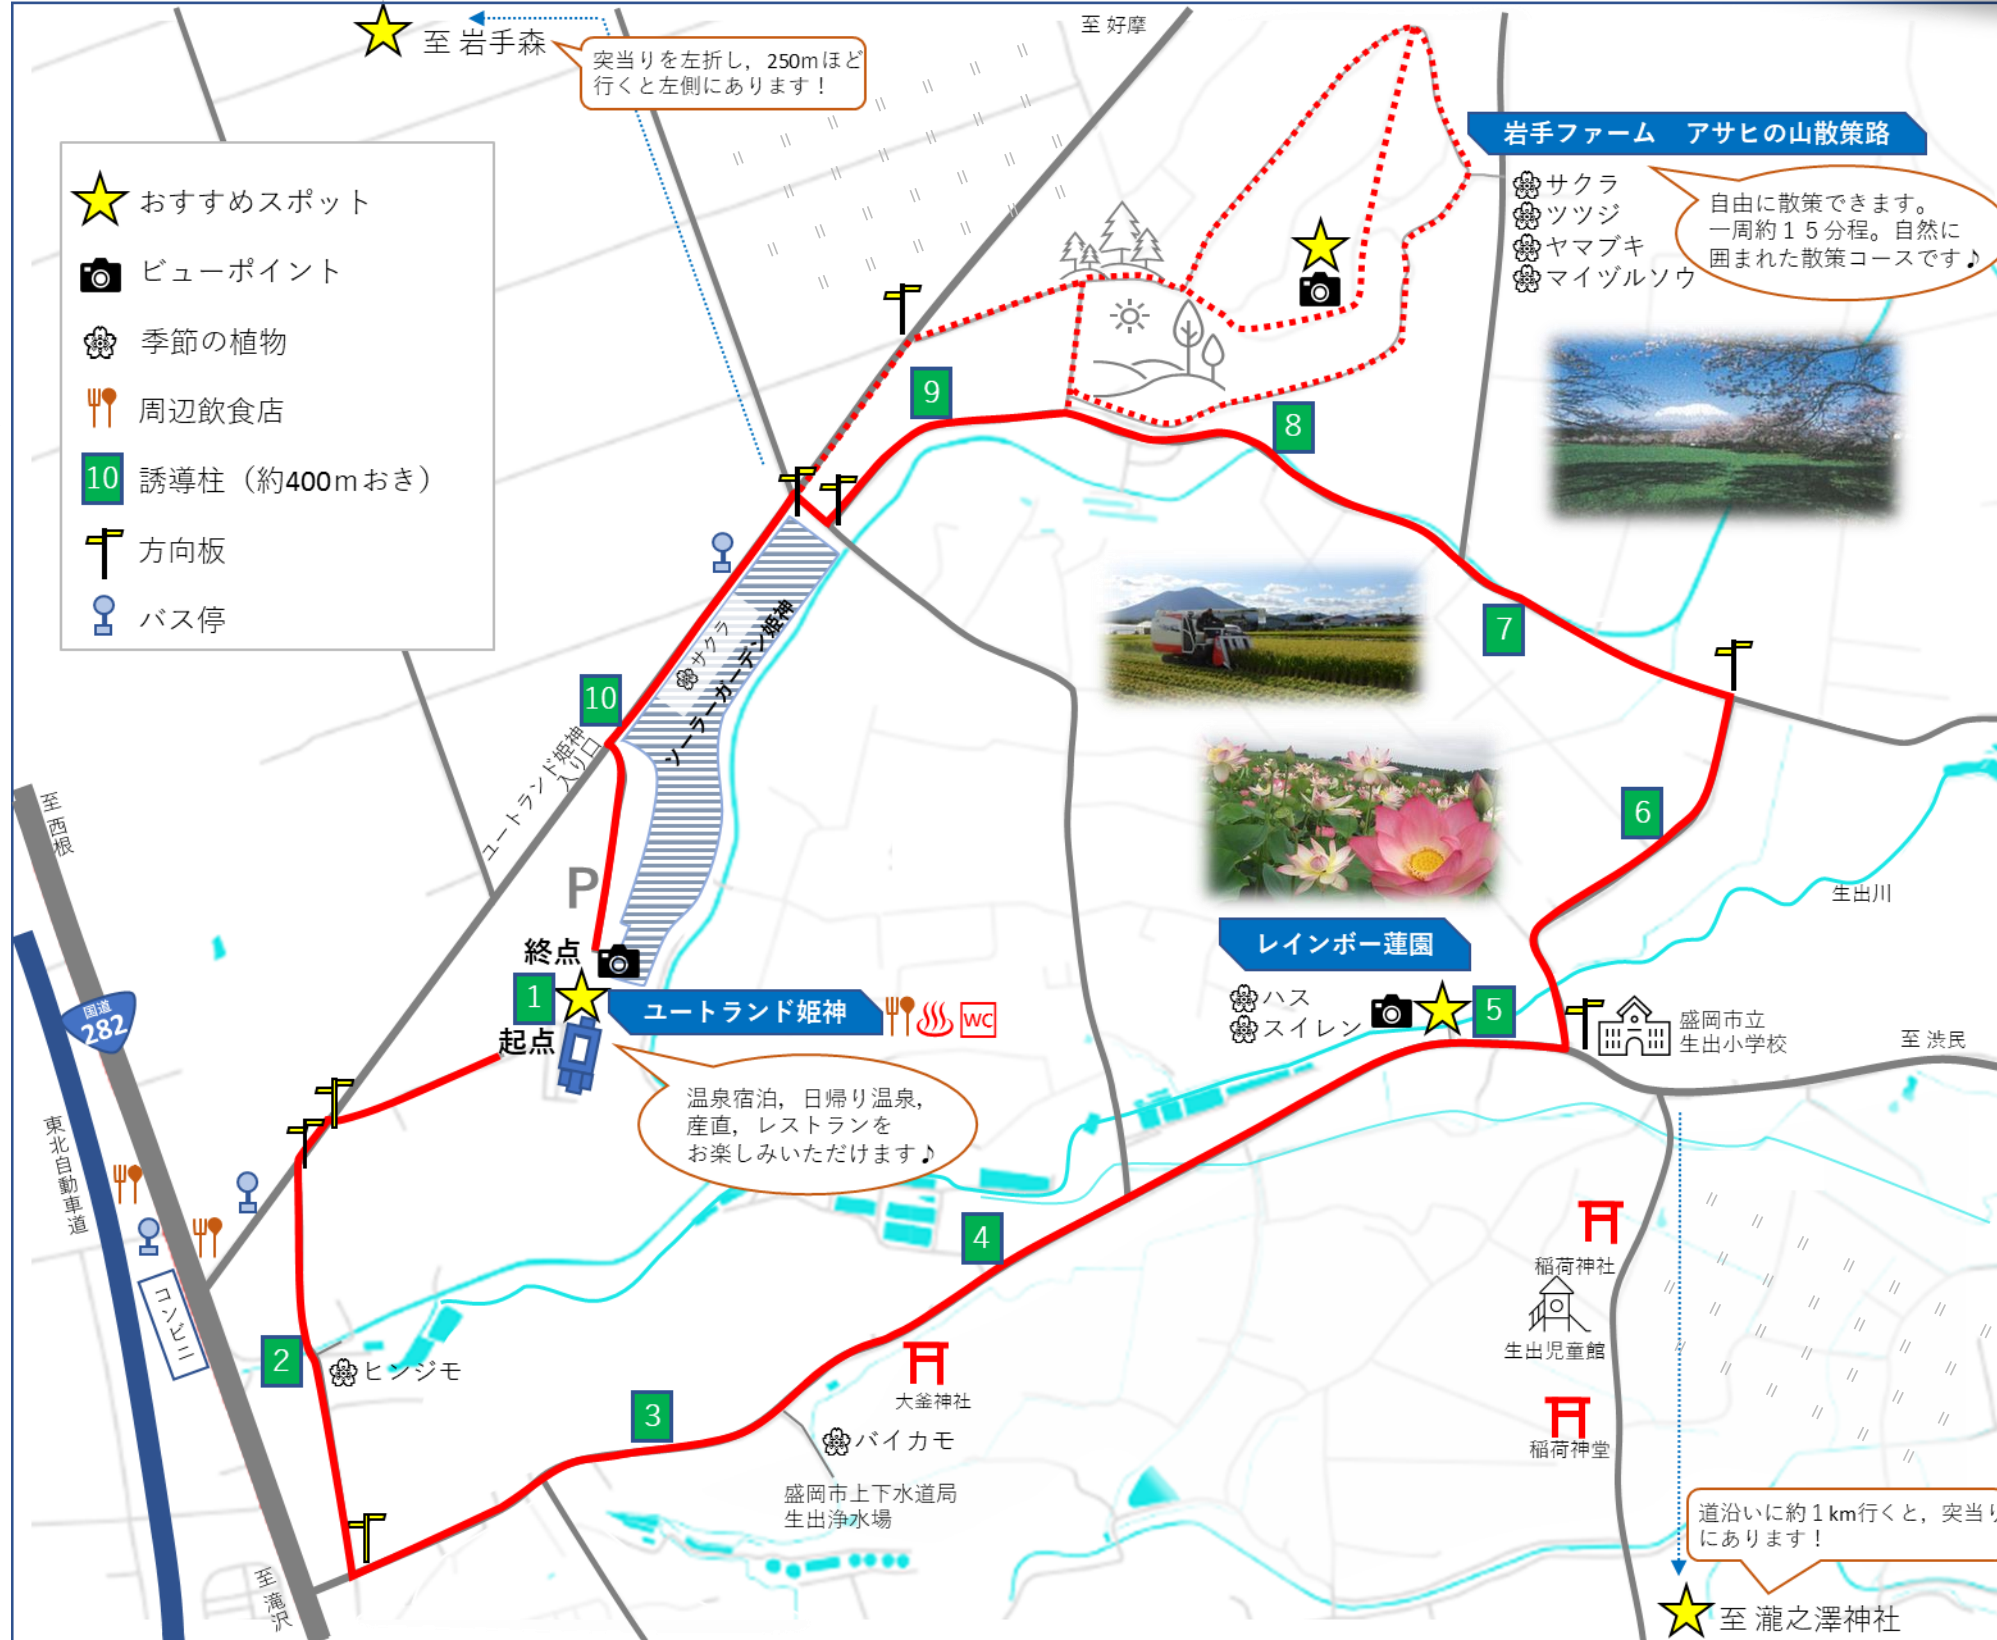 至 岩手森
突当りを左折し，250mほど
行くと左側にあります！
至 好摩
おすすめスポット
ビューポイント
季節の植物
周辺飲食店
10 誘導柱（約400mおき）
方向板
バス停
岩手ファーム　アサヒの山散策路
サクラ
ツツジ
ヤマブキ
マイヅルソウ
自由に散策できます。
一周約１５分程。自然に
囲まれた散策コースです♪
9
8
7
サクラ
ソーラーガーデン姫神
10
ユートランド姫神
入り口
6
至 西根
P
生出川
終点
レインボー蓮園
1
ユートランド姫神
WC
ハス
スイレン
5
国道
282
起点
盛岡市立
生出小学校
至 渋民
温泉宿泊，日帰り温泉，
産直，レストランを
お楽しみいただけます♪
東北自動車道
4
稲荷神社
コンビニ
2
ヒンジモ
生出児童館
大釜神社
3
バイカモ
稲荷神堂
盛岡市上下水道局
生出浄水場
道沿いに約１km行くと，突当り
にあります！
至 滝沢
至 瀧之澤神社